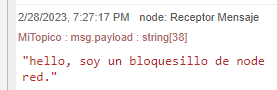 2/28/2023, 7:27:17 PM node: Receptor Mensaje
MiTopico : msg.payload : string[38]
"hello, soy un bloquesillo de node
red."